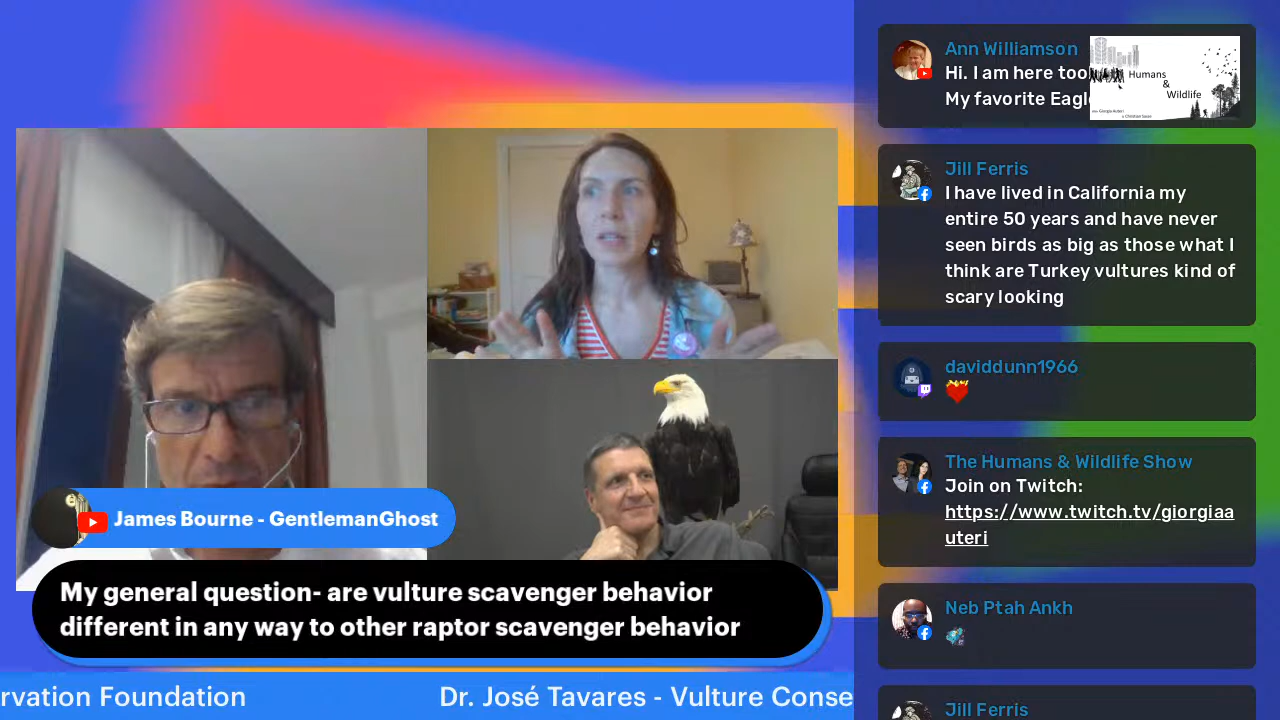 James Bourne - GentlemanGhost
My general question- are vulture scavenger behavior
different in any way to other raptor scavenger behavior
rvation Foundation
Dr. José Tavares - Vulture Conse
Ann Williamson
Hi. I am here too
My favorite Eagl
Humans
&
Wildlife
Jill Ferris
I have lived in California my
entire 50 years and have never
seen birds as big as those what I
think are Turkey vultures kind of
scary looking
daviddunn1966
The Humans & Wildlife Show
Join on Twitch:
https://www.twitch.tv/giorgiaa
uteri
Neb Ptah Ankh
Jill Ferris